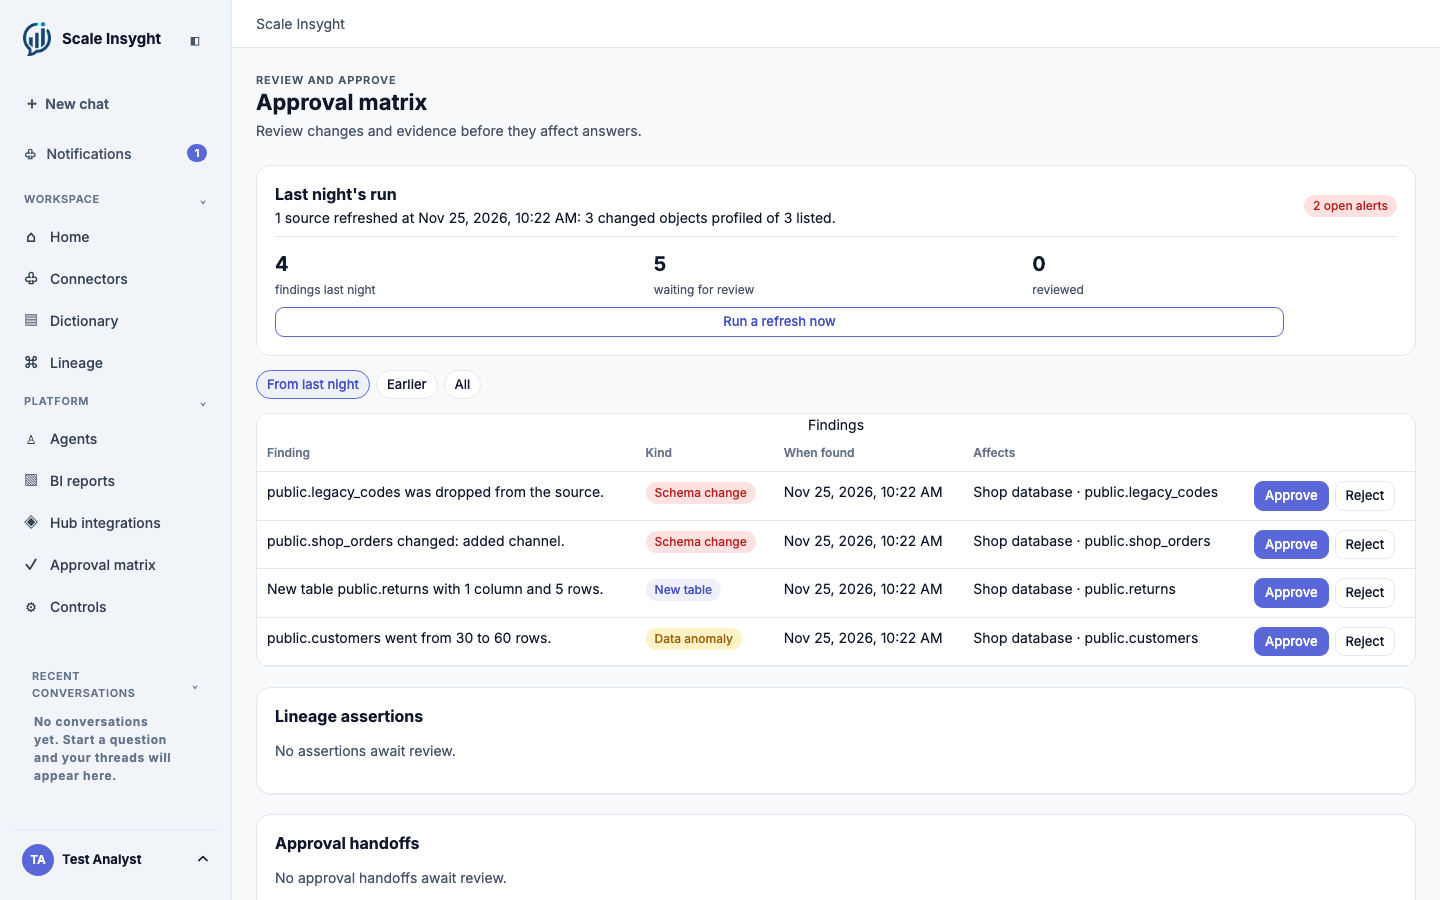 Scale Insyght
Scale Insyght
+ New chat
Notifications 1
WORKSPACE
Home
Connectors
Dictionary
Lineage
PLATFORM
Agents
BI reports
Hub integrations
Approval matrix
Controls
RECENT
CONVERSATIONS
No conversations
yet. Start a question
and your threads will
appear here.
TA Test Analyst
REVIEW AND APPROVE
Approval matrix
Review changes and evidence before they affect answers.
Last night's run
1 source refreshed at Nov 25, 2026, 10:22 AM: 3 changed objects profiled of 3 listed.
2 open alerts
4 5 0
findings last night waiting for review reviewed
Run a refresh now
From last night Earlier All
Findings
Finding Kind When found Affects
public.legacy_codes was dropped from the source. Schema change Nov 25, 2026, 10:22 AM Shop database · public.legacy_codes Approve Reject
public.shop_orders changed: added channel. Schema change Nov 25, 2026, 10:22 AM Shop database · public.shop_orders Approve Reject
New table public.returns with 1 column and 5 rows. New table Nov 25, 2026, 10:22 AM Shop database · public.returns Approve Reject
public.customers went from 30 to 60 rows. Data anomaly Nov 25, 2026, 10:22 AM Shop database · public.customers Approve Reject
Lineage assertions
No assertions await review.
Approval handoffs
No approval handoffs await review.